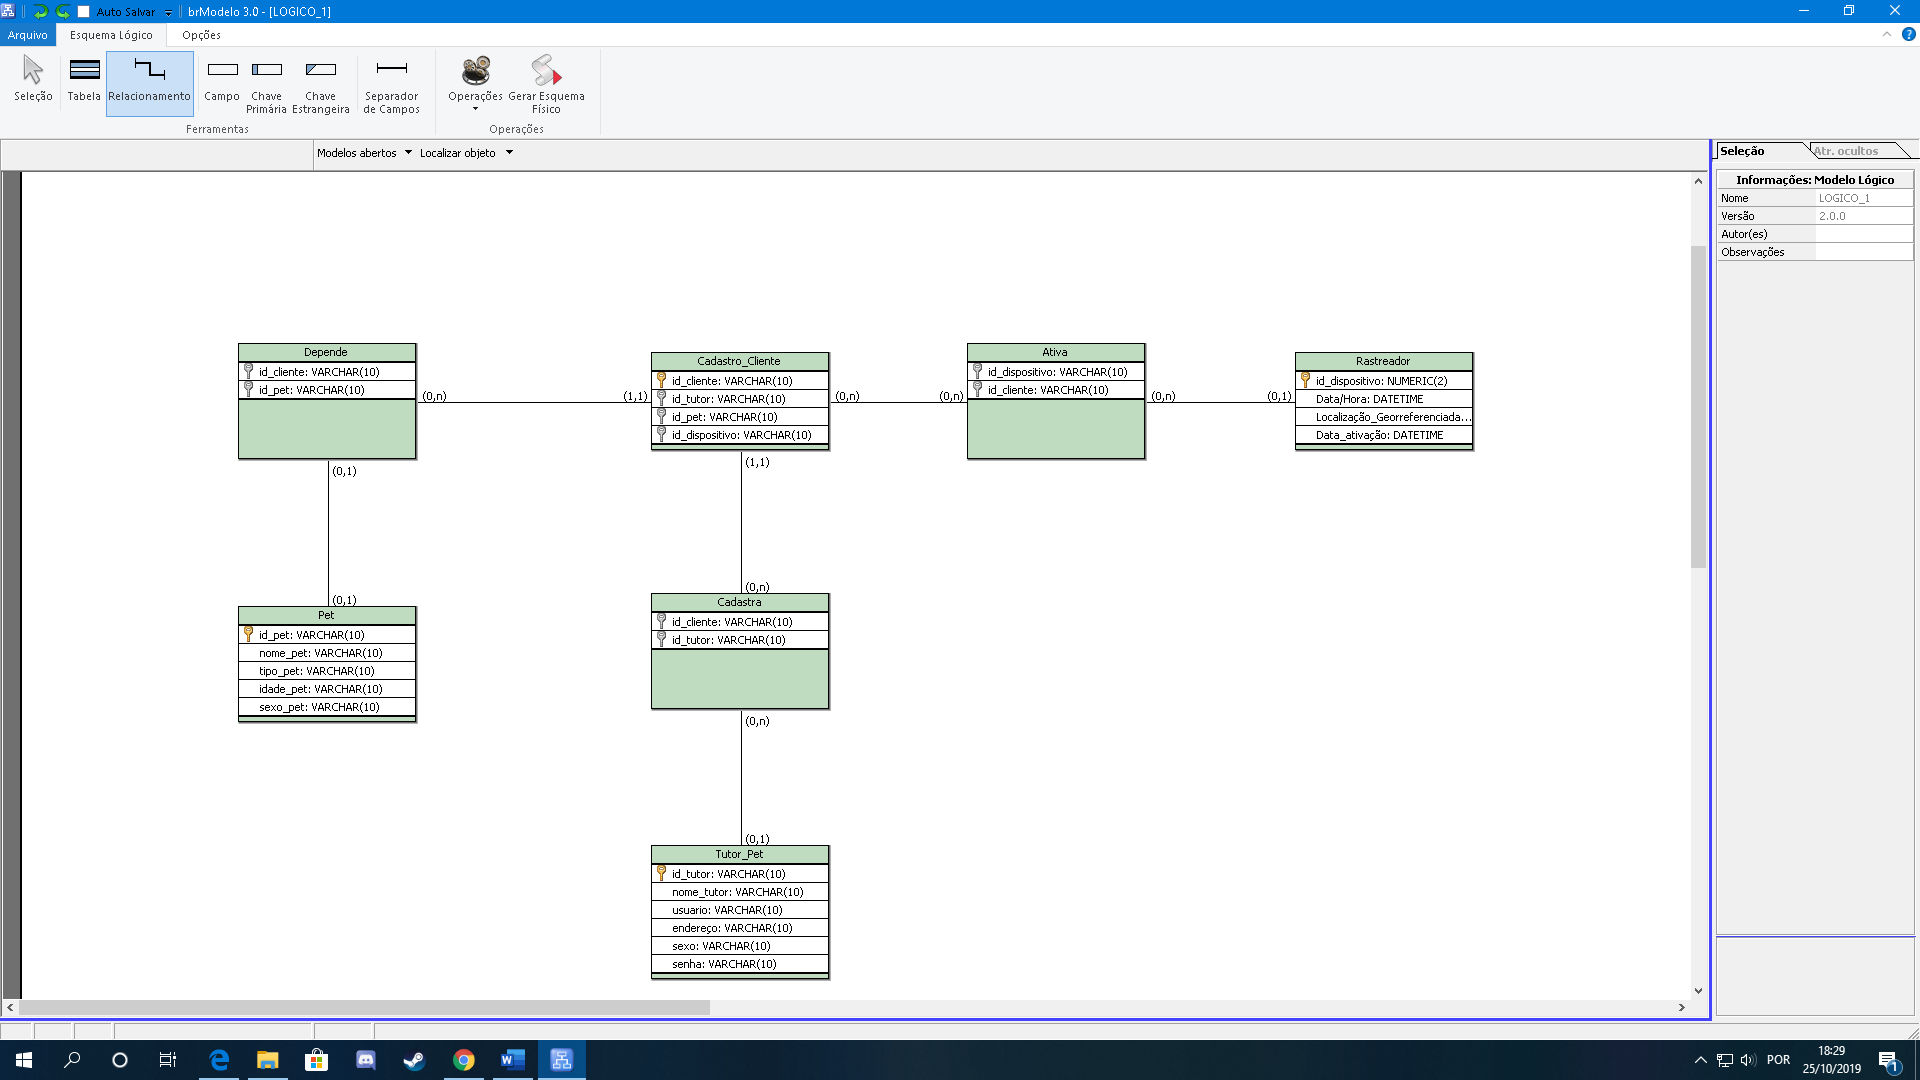 Auto Salvar
brModelo 3.0 - [LOGICO_1]
Arquivo
Esquema Lógico
Opções
Seleção
Tabela
Relacionamento
Campo
Chave
Primária
Chave
Estrangeira
Separador
de Campos
Operações
Gerar Esquema
Físico
Ferramentas
Operações
Modelos abertos
Localizar objeto
Seleção
Atr. ocultos
Informações: Modelo Lógico
Nome LOGICO_1
Versão 2.0.0
Autor(es)
Observações
Depende
id_cliente: VARCHAR(10)
id_pet: VARCHAR(10)
(0,n)
(1,1)
Cadastro_Cliente
id_cliente: VARCHAR(10)
id_tutor: VARCHAR(10)
id_pet: VARCHAR(10)
id_dispositivo: VARCHAR(10)
(0,n)
(0,n)
Ativa
id_dispositivo: VARCHAR(10)
id_cliente: VARCHAR(10)
(0,n)
(0,1)
Rastreador
id_dispositivo: NUMERIC(2)
Data/Hora: DATETIME
Localização_Georreferenciada...
Data_ativação: DATETIME
(0,1)
(0,1)
Pet
id_pet: VARCHAR(10)
nome_pet: VARCHAR(10)
tipo_pet: VARCHAR(10)
idade_pet: VARCHAR(10)
sexo_pet: VARCHAR(10)
(1,1)
(0,n)
Cadastra
id_cliente: VARCHAR(10)
id_tutor: VARCHAR(10)
(0,n)
(0,1)
Tutor_Pet
id_tutor: VARCHAR(10)
nome_tutor: VARCHAR(10)
usuario: VARCHAR(10)
endereço: VARCHAR(10)
sexo: VARCHAR(10)
senha: VARCHAR(10)
POR
18:29
25/10/2019
1